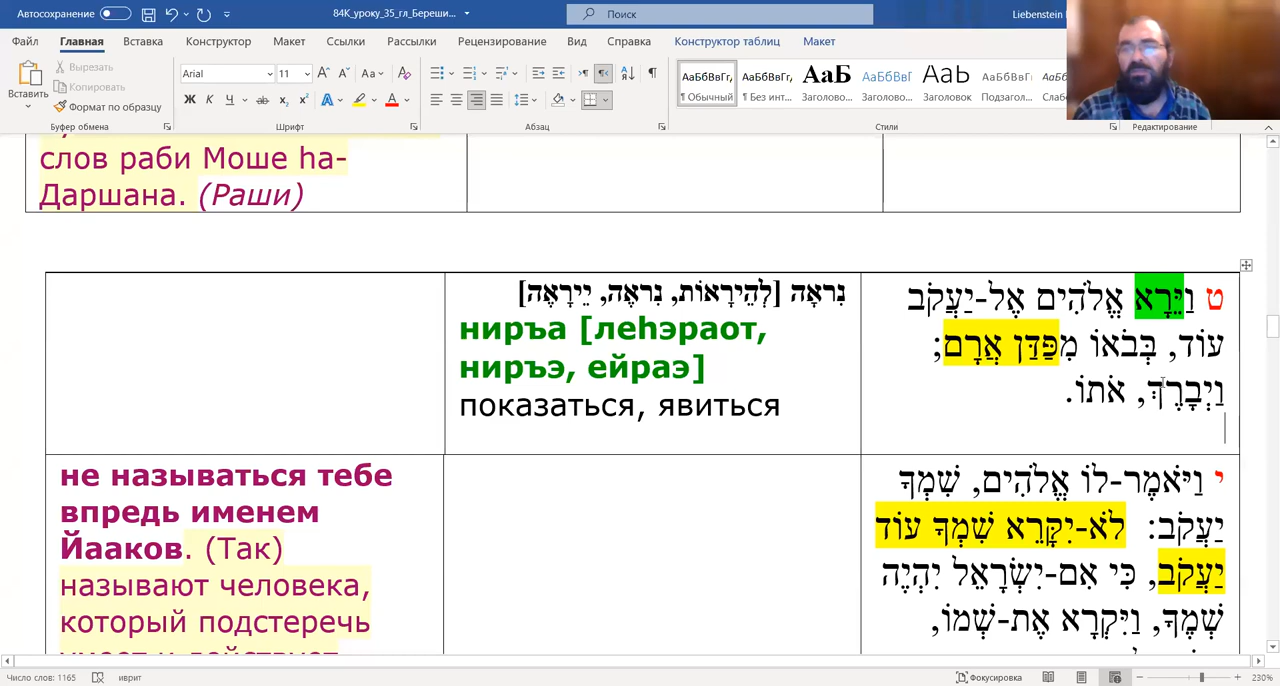 Автосохранение
84K_уроку_35_гл_Береши...
Поиск
Liebenstein
Файл Главная Вставка Конструктор Макет Ссылки Рассылки Рецензирование Вид Справка Конструктор таблиц Макет
Вставить
Вырезать
Копировать
Формат по образцу
Буфер обмена
Arial 11
Шрифт
Абзац
АаБбВвГг, АаБбВвГг, АаБ АаБбВвГ АаЬ АаБбВвГ
¶ Обычный ¶ Без инт... Заголово... Заголово... Заголовок Подзагол... Слабо
Стили
Редактирование
слов раби Моше hа-
Даршана. (Раши)
ט וַיֵּרָא אֱלֹהִים אֶל-יַעֲקֹב
עוֹד, בְּבֹאוֹ מִפַּדַּן אֲרָם;
וַיְבָרֶךְ, אֹתוֹ.
נִרְאָה [לְהֵירָאוֹת, נִרְאֶה, יֵירָאֶה]
ниръа [леhэраот,
ниръэ, ейраэ]
показаться, явиться
י וַיֹּאמֶר-לוֹ אֱלֹהִים, שִׁמְךָ
יַעֲקֹב: לֹא-יִקָּרֵא שִׁמְךָ עוֹד
יַעֲקֹב, כִּי אִם-יִשְׂרָאֵל יִהְיֶה
שְׁמֶךָ, וַיִּקְרָא אֶת-שְׁמוֹ,
не называться тебе
впредь именем
Йааков. (Так)
называют человека,
который подстеречь
Число слов: 1165 иврит
Фокусировка
230%